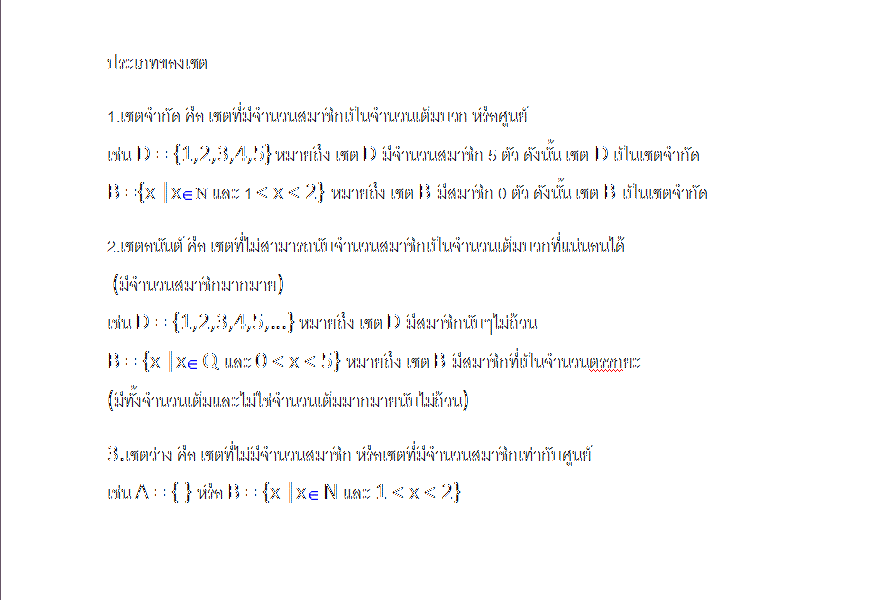 ประเภทของเซต
1.เซตจำกัด คือ เซตที่มีจำนวนสมาชิกเป็นจำนวนเต็มบวก หรือศูนย์
เช่น D = {1,2,3,4,5} หมายถึง เซต D มีจำนวนสมาชิก 5 ตัว ดังนั้น เซต D เป็นเซตจำกัด
B ={x |x∈N และ 1 < x < 2} หมายถึง เซต B มีสมาชิก 0 ตัว ดังนั้น เซต B เป็นเซตจำกัด
2.เซตอนันต์ คือ เซตที่ไม่สามารถนับจำนวนสมาชิกเป็นจำนวนเต็มบวกที่แน่นอนได้
(มีจำนวนสมาชิกมากมาย)
เช่น D = {1,2,3,4,5,...} หมายถึง เซต D มีสมาชิกนับๆไม่ถ้วน
B = {x |x∈ Q และ 0 < x < 5} หมายถึง เซต B มีสมาชิกที่เป็นจำนวนตรรกยะ
(มีทั้งจำนวนเต็มและไม่ใช่จำนวนเต็มมากมายนับไม่ถ้วน)
3.เซตว่าง คือ เซตที่ไม่มีจำนวนสมาชิก หรือเซตที่มีจำนวนสมาชิกเท่ากับศูนย์
เช่น A = { } หรือ B = {x |x∈ N และ 1 < x < 2}